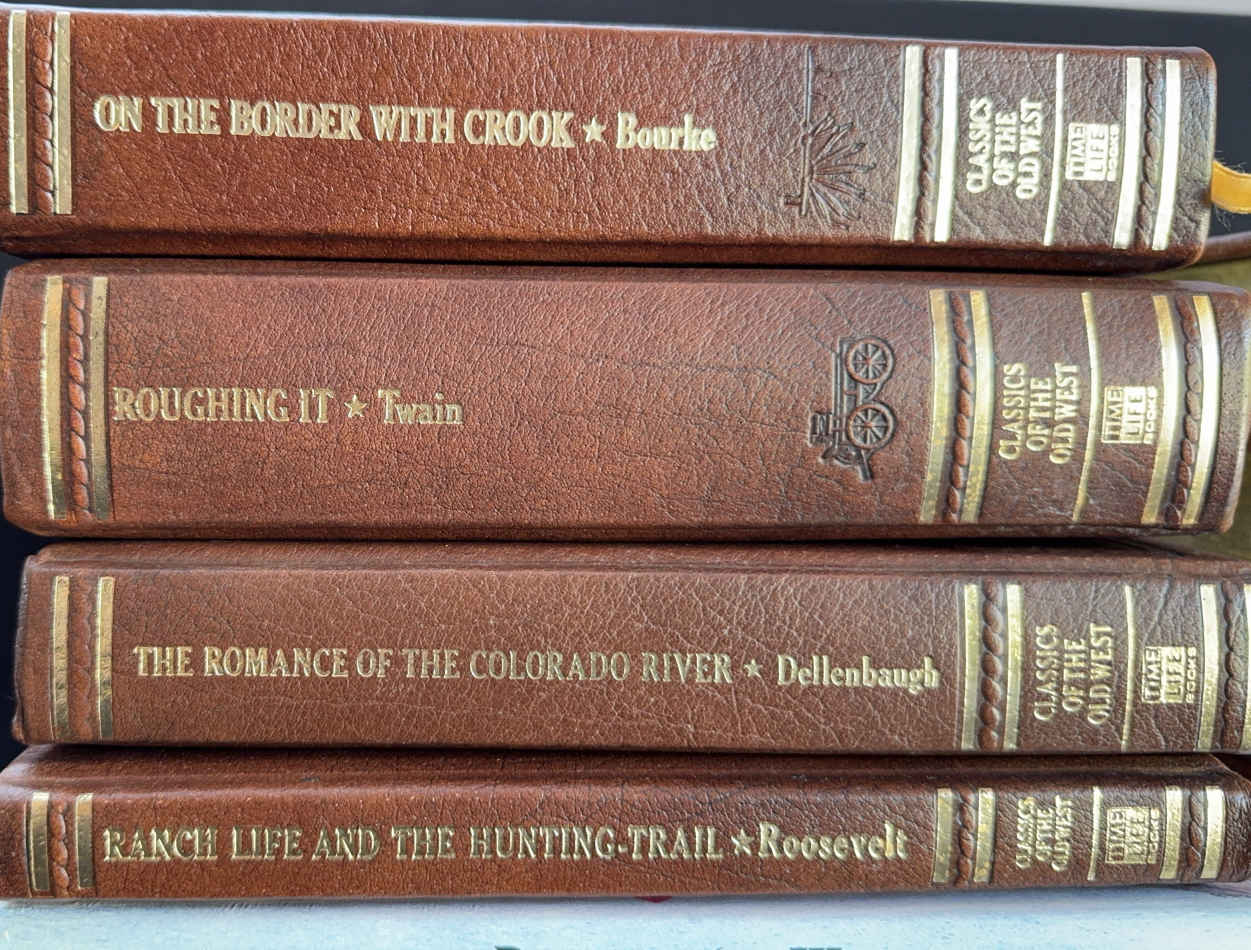 ON THE BORDER WITH CROOK ★ Bourke
CLASSICS
OF THE
OLD WEST
TIME
LIFE
BOOKS
ROUGHING IT ★ Twain
CLASSICS
OF THE
OLD WEST
TIME
LIFE
BOOKS
THE ROMANCE OF THE COLORADO RIVER ★ Dellenbaugh
CLASSICS
OF THE
OLD WEST
TIME
LIFE
BOOKS
RANCH LIFE AND THE HUNTING-TRAIL ★ Roosevelt
CLASSICS
OF THE
OLD WEST
TIME
LIFE
BOOKS